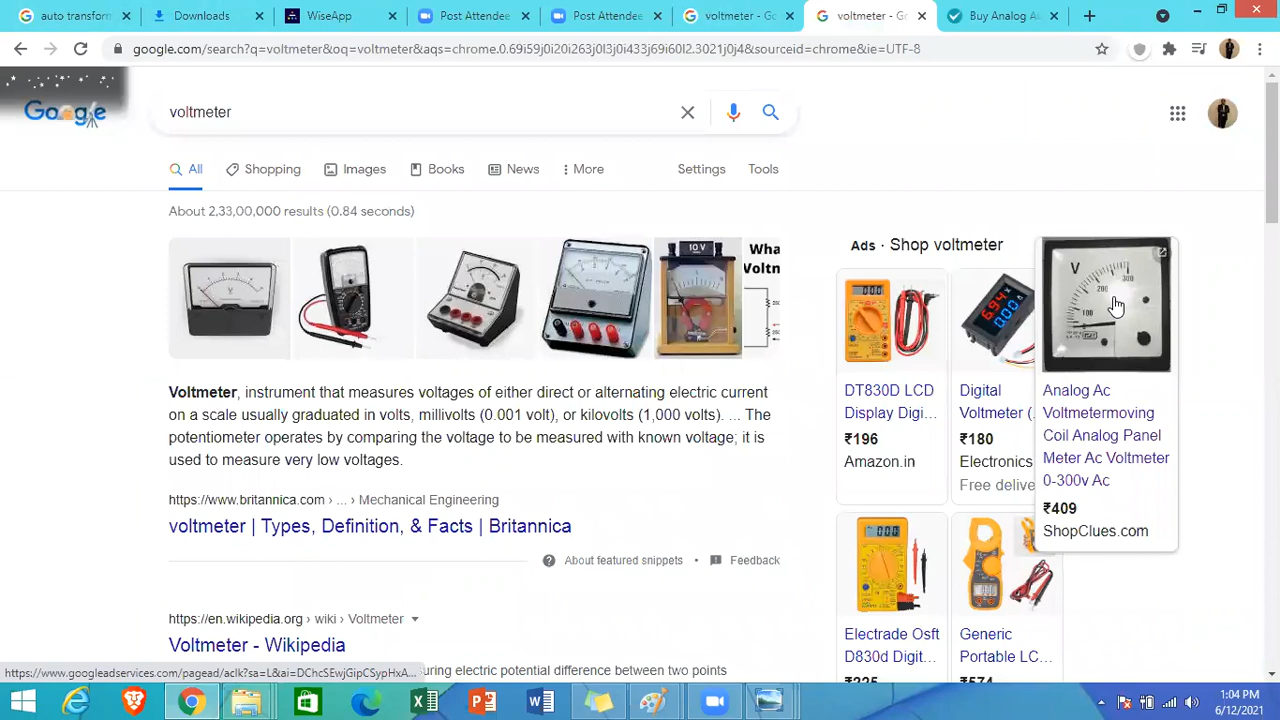 auto transform
Download
WiseApp
Post Attendee
Post Attendee
voltmeter - Go
voltmeter - Go
Buy Analog As
google.com/search?q=voltmeter&oq=voltmeter&aqs=chrome.0.69i59j0i20i263j0l3j0i433j69i60l2.3021j0j4&sourceid=chrome&ie=UTF-8
Google
voltmeter
All
Shopping
Images
Books
News
More
Settings
Tools
About 2,33,00,000 results (0.84 seconds)
10 V
Wha
Voltn
Voltmeter, instrument that measures voltages of either direct or alternating electric current
on a scale usually graduated in volts, millivolts (0.001 volt), or kilovolts (1,000 volts). ... The
potentiometer operates by comparing the voltage to be measured with known voltage; it is
used to measure very low voltages.
https://www.britannica.com › ... › Mechanical Engineering
voltmeter | Types, Definition, & Facts | Britannica
About featured snippets • Feedback
https://en.wikipedia.org › wiki › Voltmeter
Voltmeter - Wikipedia
uring electric potential difference between two points
Ads · Shop voltmeter
DT830D LCD
Display Digi...
₹196
Amazon.in
Digital
Voltmeter (
₹180
Electronics
Free delive
V
100
200
300
Analog Ac
Voltmetermoving
Coil Analog Panel
Meter Ac Voltmeter
0-300v Ac
₹409
ShopClues.com
Electrade Osft
D830d Digit...
₹225
Generic
Portable LC...
₹574
https://www.googleadservices.com/pagead/aclk?sa=L&ai=DChcSEwjGipCSypHxA...
1:04 PM
6/12/2021